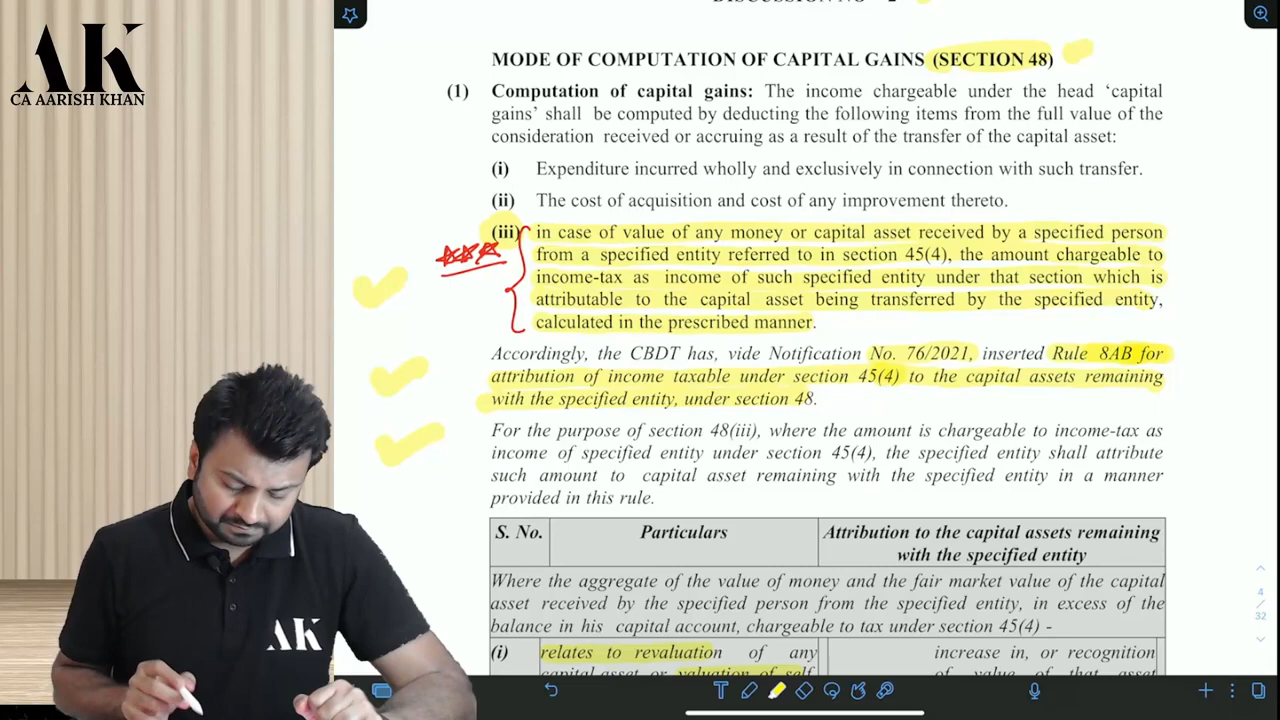 AK
CA AARISH KHAN
MODE OF COMPUTATION OF CAPITAL GAINS (SECTION 48)
(1) Computation of capital gains: The income chargeable under the head 'capital
gains' shall be computed by deducting the following items from the full value of the
consideration received or accruing as a result of the transfer of the capital asset:
(i) Expenditure incurred wholly and exclusively in connection with such transfer.
(ii) The cost of acquisition and cost of any improvement thereto.
(iii) in case of value of any money or capital asset received by a specified person
from a specified entity referred to in section 45(4), the amount chargeable to
income-tax as income of such specified entity under that section which is
attributable to the capital asset being transferred by the specified entity,
calculated in the prescribed manner.
Accordingly, the CBDT has, vide Notification No. 76/2021, inserted Rule 8AB for
attribution of income taxable under section 45(4) to the capital assets remaining
with the specified entity, under section 48.
For the purpose of section 48(iii), where the amount is chargeable to income-tax as
income of specified entity under section 45(4), the specified entity shall attribute
such amount to capital asset remaining with the specified entity in a manner
provided in this rule.
S. No. Particulars Attribution to the capital assets remaining
with the specified entity
Where the aggregate of the value of money and the fair market value of the capital
asset received by the specified person from the specified entity, in excess of the
balance in his capital account, chargeable to tax under section 45(4) -
(i) relates to revaluation of any increase in, or recognition
capital asset or valuation of self of value of that asset
AK
4
/
32